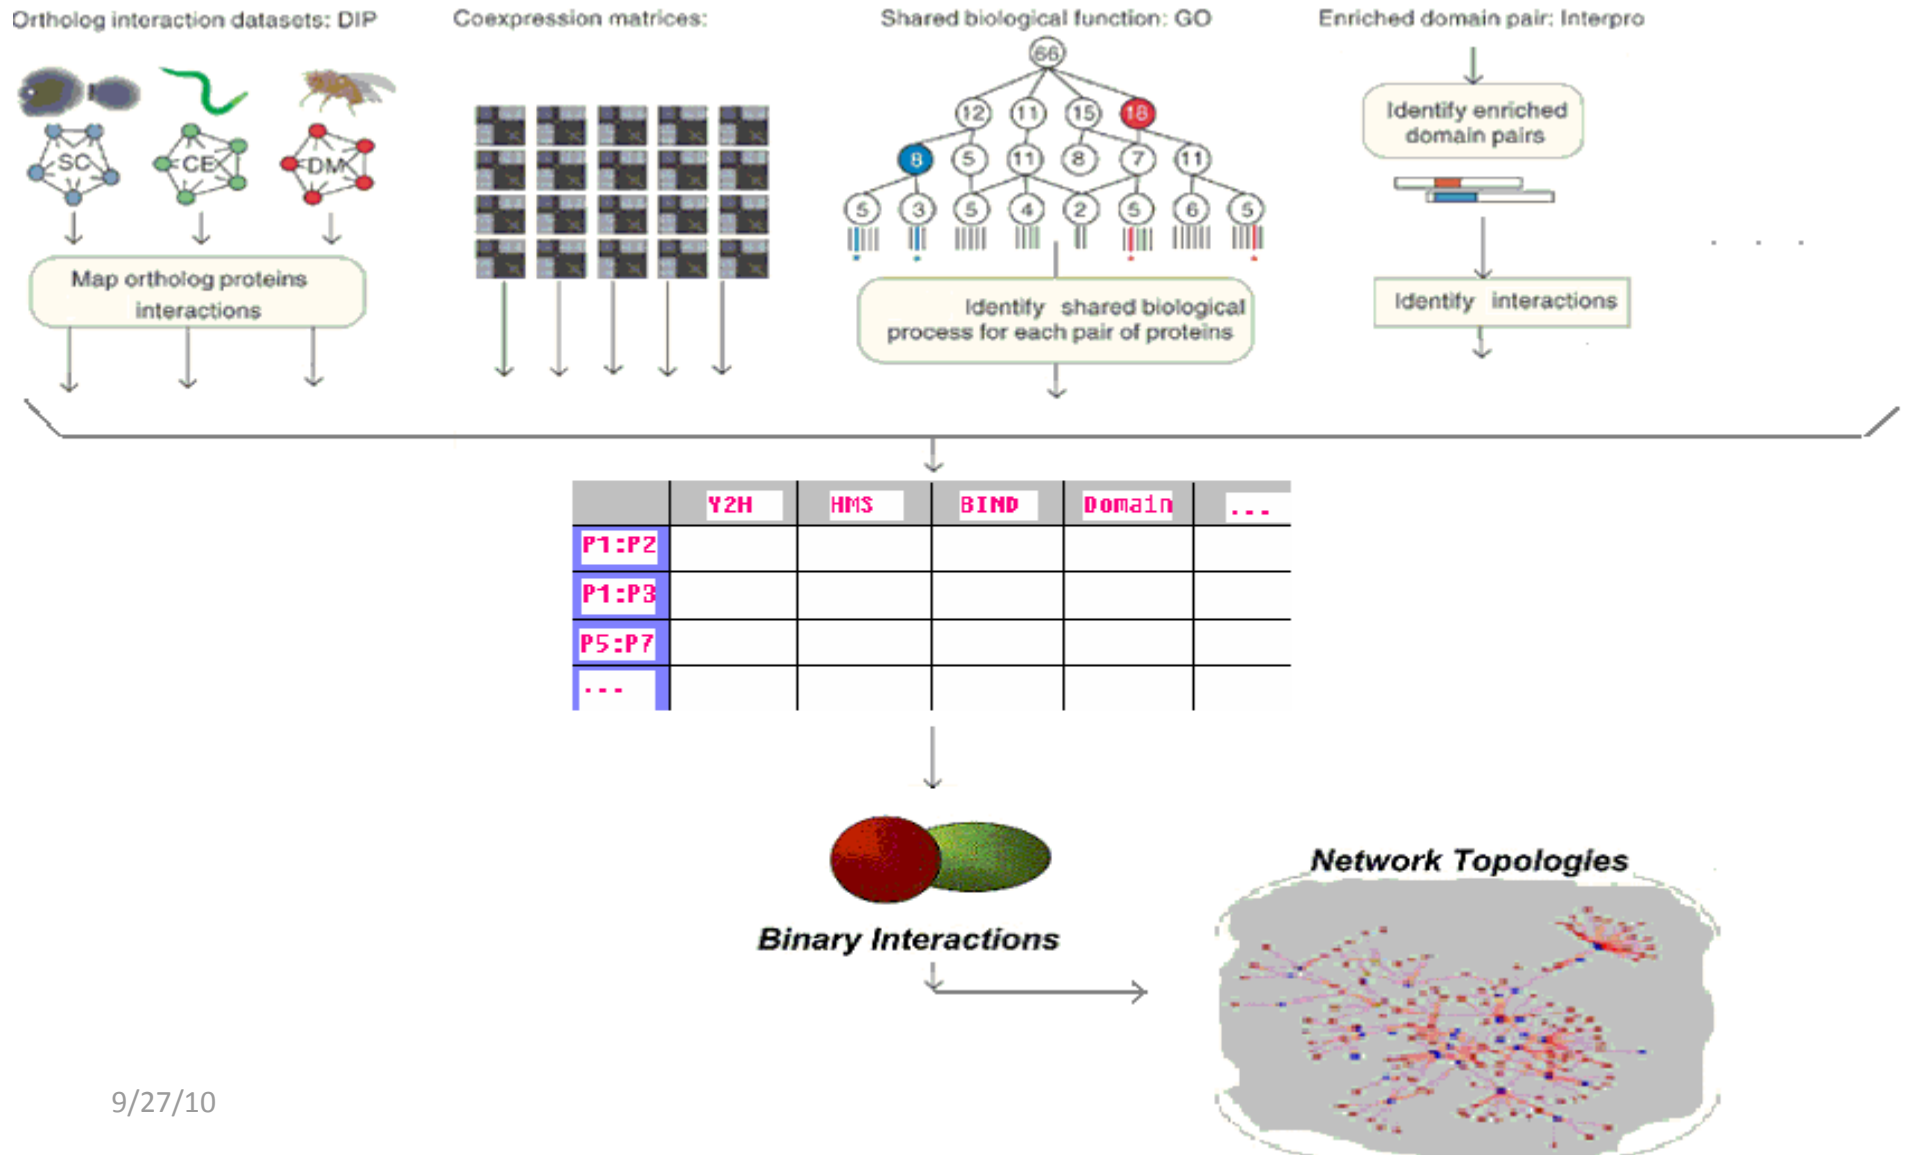 Ortholog interaction datasets: DIP
Coexpression matrices:
Shared biological function: GO
Enriched domain pair: Interpro
SC
CE
DM
Map ortholog proteins
interactions
66
12 11 15 18
8 5 11 8 7 11
5 3 5 4 2 5 6 5
Identify shared biological
process for each pair of proteins
Identify enriched
domain pairs
Identify interactions
. . .
Y2H HMS BIND Domain ...
P1:P2
P1:P3
P5:P7
...
Binary Interactions
Network Topologies
9/27/10